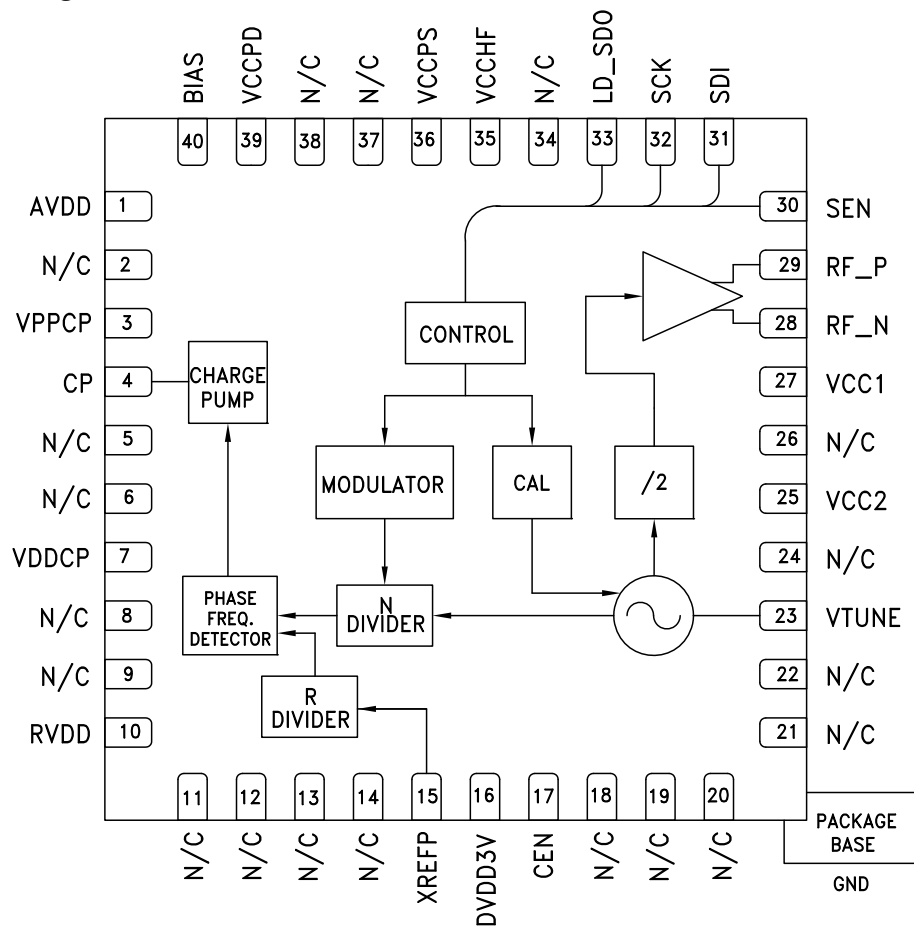 BIAS
VCCPD
N/C
N/C
VCCPS
VCCHF
N/C
LD_SDO
SCK
SDI
40
39
38
37
36
35
34
33
32
31
AVDD 1
N/C 2
VPPCP 3
CP 4
N/C 5
N/C 6
VDDCP 7
N/C 8
N/C 9
RVDD 10
30 SEN
29 RF_P
28 RF_N
27 VCC1
26 N/C
25 VCC2
24 N/C
23 VTUNE
22 N/C
21 N/C
CONTROL
CHARGE
PUMP
MODULATOR
CAL
/2
PHASE
FREQ.
DETECTOR
N
DIVIDER
R
DIVIDER
11
12
13
14
15
16
17
18
19
20
N/C
N/C
N/C
N/C
XREFP
DVDD3V
CEN
N/C
N/C
N/C
PACKAGE
BASE
GND